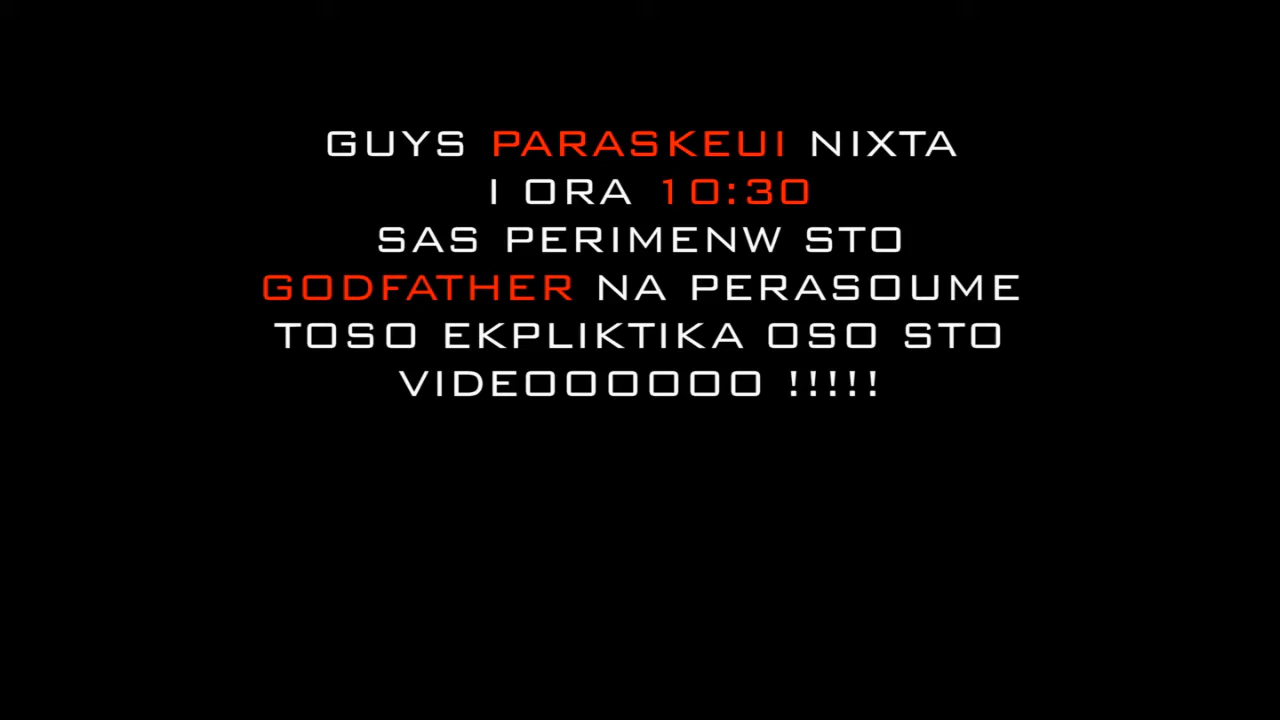 GUYS PARASKEUI NIXTA
I ORA 10:30
SAS PERIMENW STO
GODFATHER NA PERASOUME
TOSO EKPLIKTIKA OSO STO
VIDEOOOOOO !!!!!